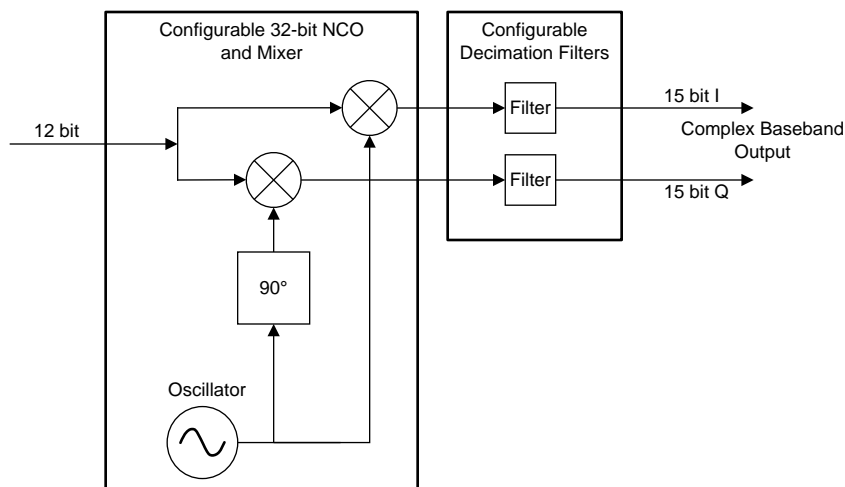 Configurable 32-bit NCO
and Mixer
Configurable
Decimation Filters
12 bit
Filter
15 bit I
Complex Baseband
Output
Filter
15 bit Q
90°
Oscillator